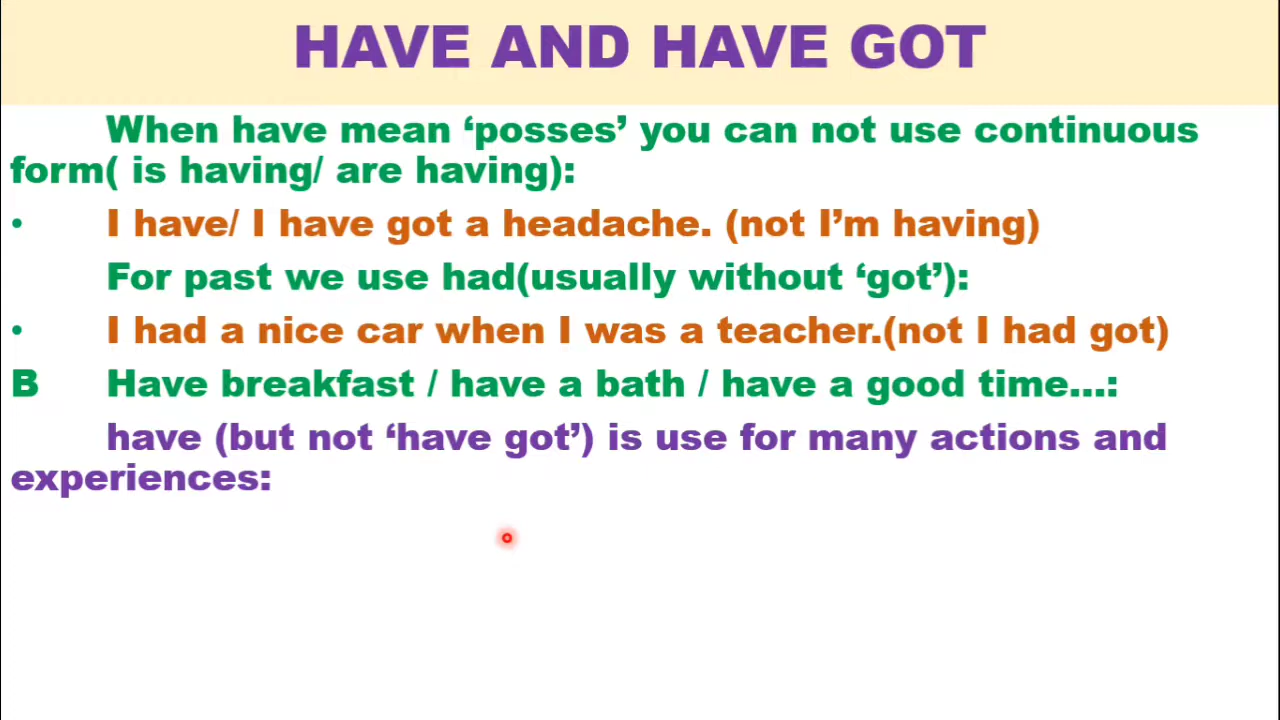 HAVE AND HAVE GOT
When have mean ‘posses’ you can not use continuous
form( is having/ are having):
• I have/ I have got a headache. (not I’m having)
For past we use had(usually without ‘got’):
• I had a nice car when I was a teacher.(not I had got)
B Have breakfast / have a bath / have a good time…:
have (but not ‘have got’) is use for many actions and
experiences: